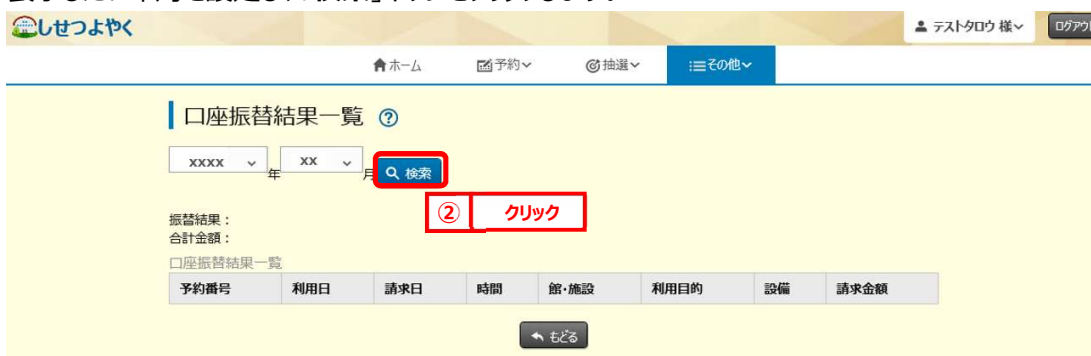 しせつよやく
テストタロウ 様
ホーム 予約 抽選 その他
口座振替結果一覧 ?
xxxx 年 xx 月 検索
② クリック
振替結果：
合計金額：
口座振替結果一覧
予約番号 利用日 請求日 時間 館・施設 利用目的 設備 請求金額
もどる